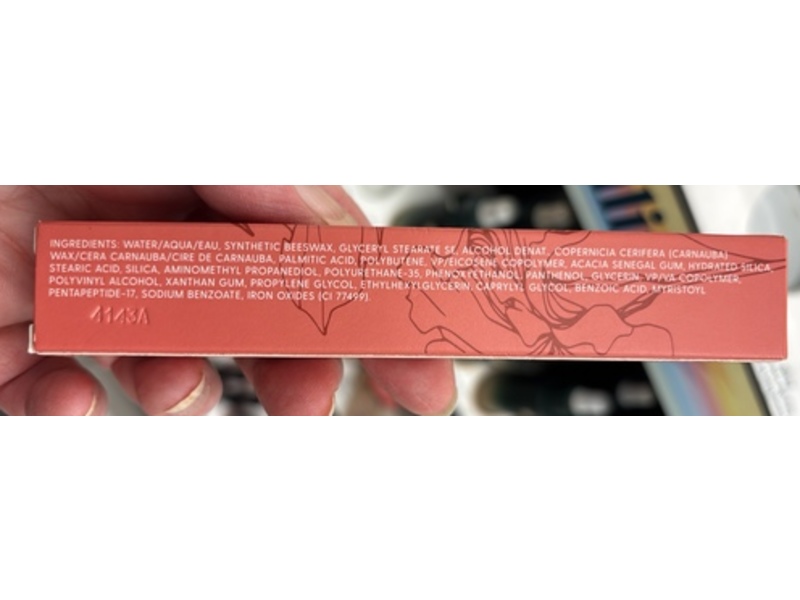 INGREDIENTS: WATER/AQUA/EAU, SYNTHETIC BEESWAX, GLYCERYL STEARATE SE, ALCOHOL DENAT., COPERNICIA CERIFERA (CARNAUBA)
WAX/CERA CARNAUBA/CIRE DE CARNAUBA, PALMITIC ACID, POLYBUTENE, VP/EICOSENE COPOLYMER, ACACIA SENEGAL GUM, HYDRATED SILICA,
STEARIC ACID, SILICA, AMINOMETHYL PROPANEDIOL, POLYURETHANE-35, PHENOXYETHANOL, PANTHENOL, GLYCERIN, VP/VA COPOLYMER,
POLYVINYL ALCOHOL, XANTHAN GUM, PROPYLENE GLYCOL, ETHYLHEXYLGLYCERIN, CAPRYLYL GLYCOL, BENZOIC ACID, MYRISTOYL
PENTAPEPTIDE-17, SODIUM BENZOATE, IRON OXIDES (CI 77499).
4143A